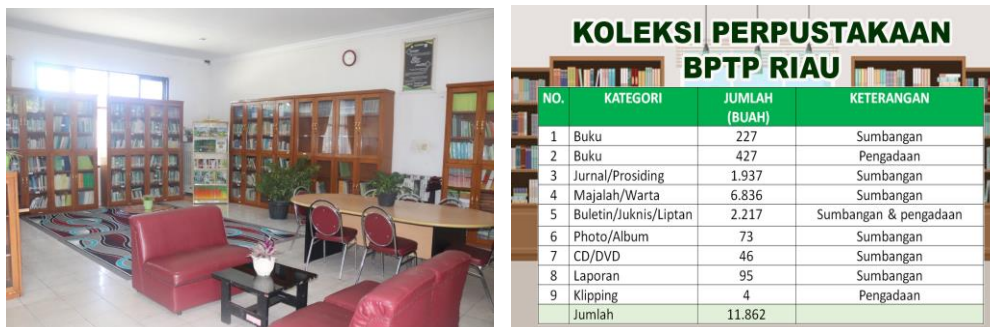 KOLEKSI PERPUSTAKAAN
BPTP RIAU
NO. KATEGORI JUMLAH (BUAH) KETERANGAN
1 Buku 227 Sumbangan
2 Buku 427 Pengadaan
3 Jurnal/Prosiding 1.937 Sumbangan
4 Majalah/Warta 6.836 Sumbangan
5 Buletin/Juknis/Liptan 2.217 Sumbangan & pengadaan
6 Photo/Album 73 Sumbangan
7 CD/DVD 46 Sumbangan
8 Laporan 95 Sumbangan
9 Klipping 4 Pengadaan
Jumlah 11.862